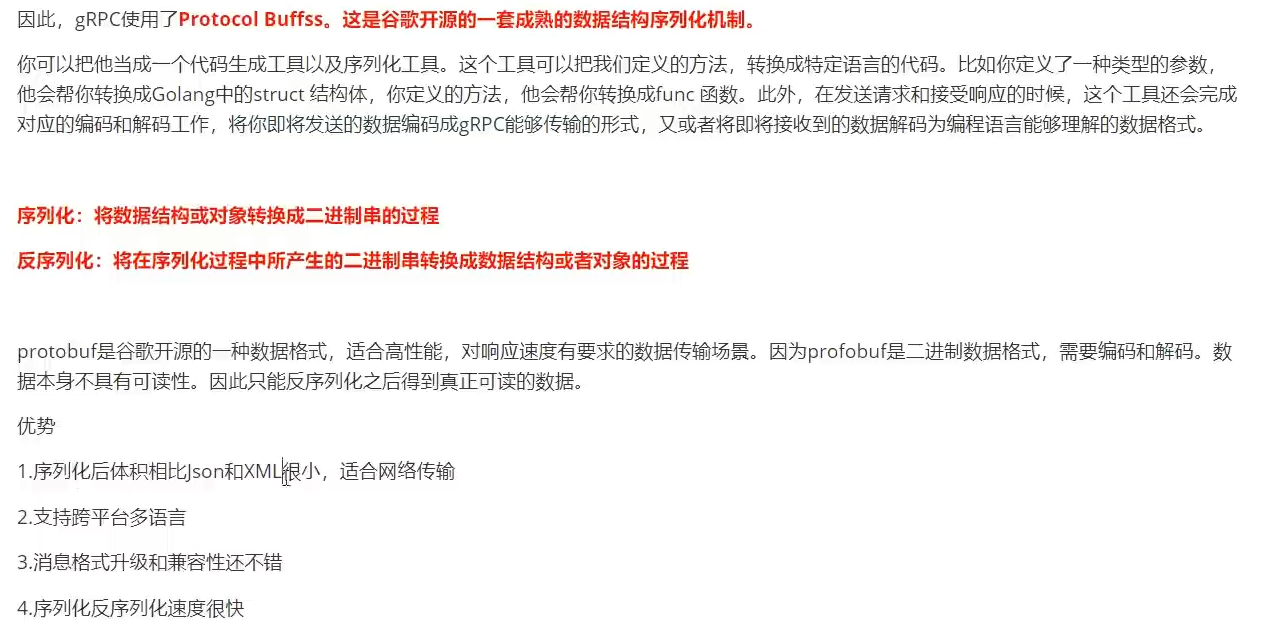 因此，gRPC使用了Protocol Buffss。这是谷歌开源的一套成熟的数据结构序列化机制。
你可以把他当成一个代码生成工具以及序列化工具。这个工具可以把我们定义的方法，转换成特定语言的代码。比如你定义了一种类型的参数，
他会帮你转换成Golang中的struct 结构体，你定义的方法，他会帮你转换成func 函数。此外，在发送请求和接受响应的时候，这个工具还会完成
对应的编码和解码工作，将你即将发送的数据编码成gRPC能够传输的形式，又或者将即将接收到的数据解码为编程语言能够理解的数据格式。
序列化：将数据结构或对象转换成二进制串的过程
反序列化：将在序列化过程中所产生的二进制串转换成数据结构或者对象的过程
protobuf是谷歌开源的一种数据格式，适合高性能，对响应速度有要求的数据传输场景。因为profobuf是二进制数据格式，需要编码和解码。数
据本身不具有可读性。因此只能反序列化之后得到真正可读的数据。
优势
1.序列化后体积相比Json和XML很小，适合网络传输
2.支持跨平台多语言
3.消息格式升级和兼容性还不错
4.序列化反序列化速度很快